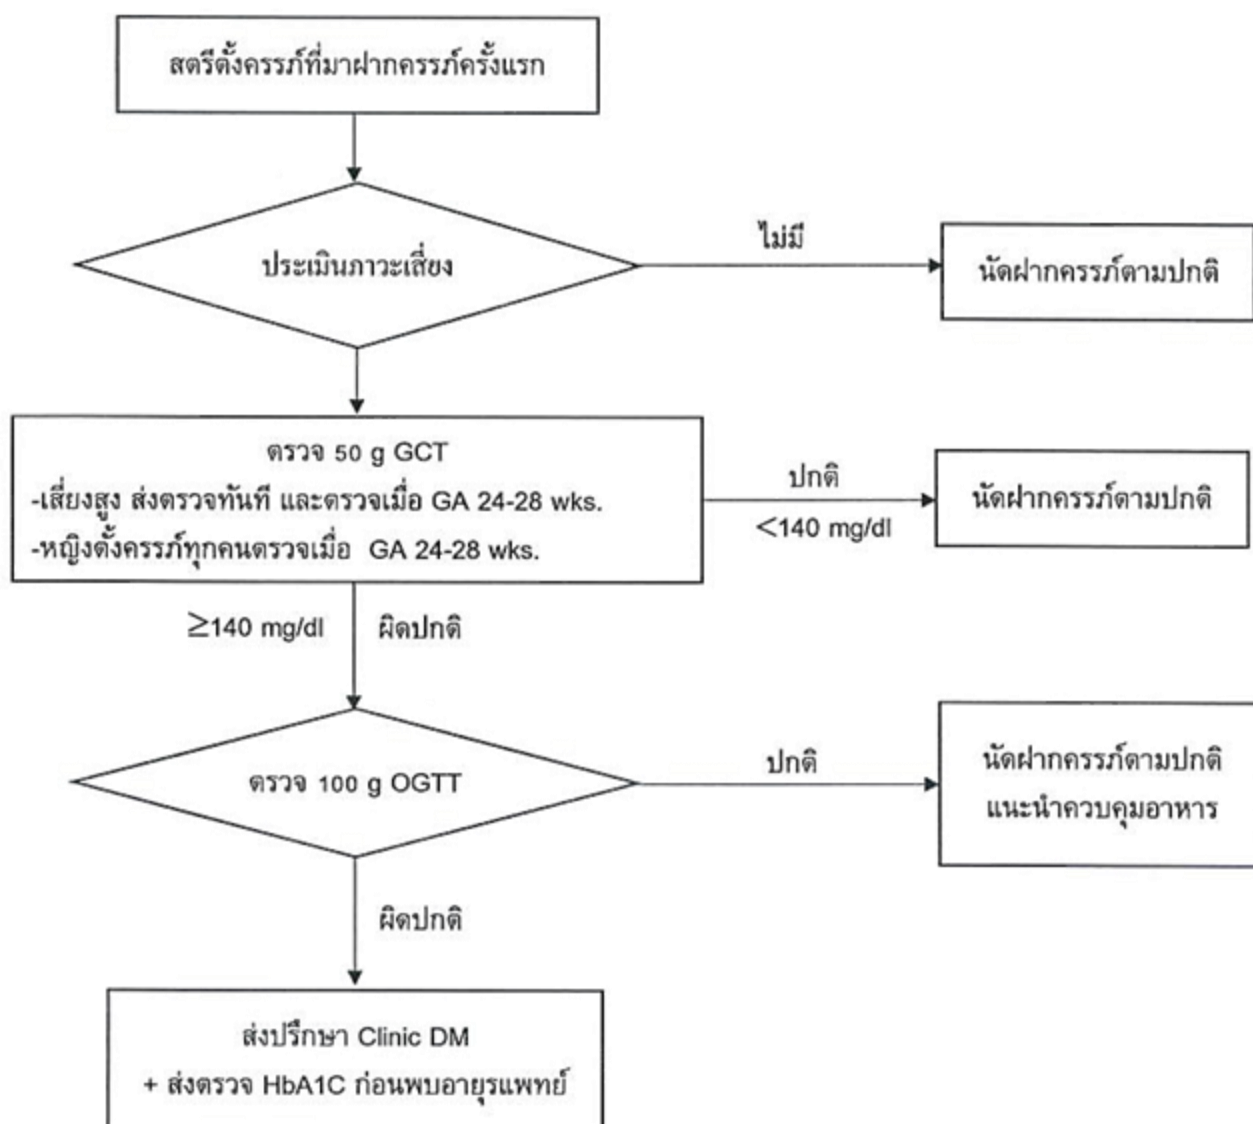 สตรีตั้งครรภ์ที่มาฝากครรภ์ครั้งแรก
ประเมินภาวะเสี่ยง
ไม่มี
นัดฝากครรภ์ตามปกติ
ตรวจ 50 g GCT
-เสี่ยงสูง ส่งตรวจทันที และตรวจเมื่อ GA 24-28 wks.
-หญิงตั้งครรภ์ทุกคนตรวจเมื่อ GA 24-28 wks.
ปกติ
<140 mg/dl
นัดฝากครรภ์ตามปกติ
≥140 mg/dl ผิดปกติ
ตรวจ 100 g OGTT
ปกติ
นัดฝากครรภ์ตามปกติ
แนะนำควบคุมอาหาร
ผิดปกติ
ส่งปรึกษา Clinic DM
+ ส่งตรวจ HbA1C ก่อนพบอายุรแพทย์